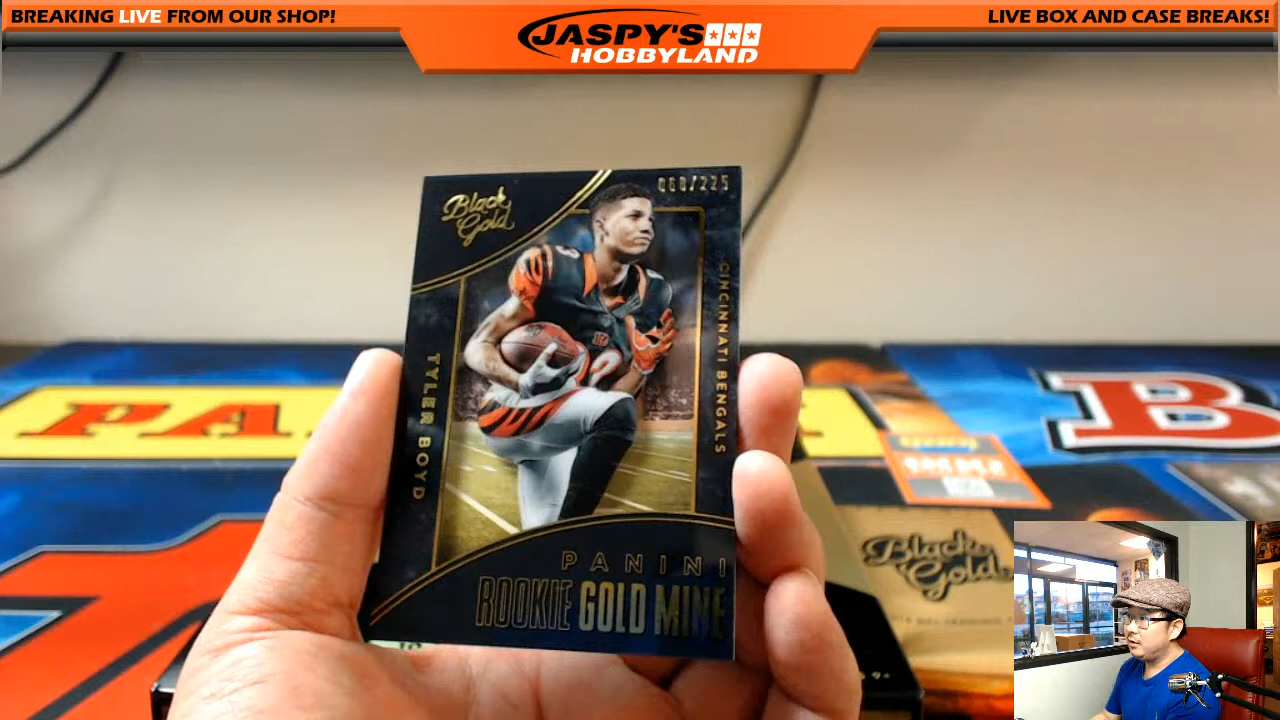 BREAKING LIVE FROM OUR SHOP!
JASPY'S
HOBBYLAND
LIVE BOX AND CASE BREAKS!
Black
Gold
CINCINNATI BENGALS
TYLER BOYD
PANINI
ROOKIE GOLD MINE
PA
B
Black
Gold